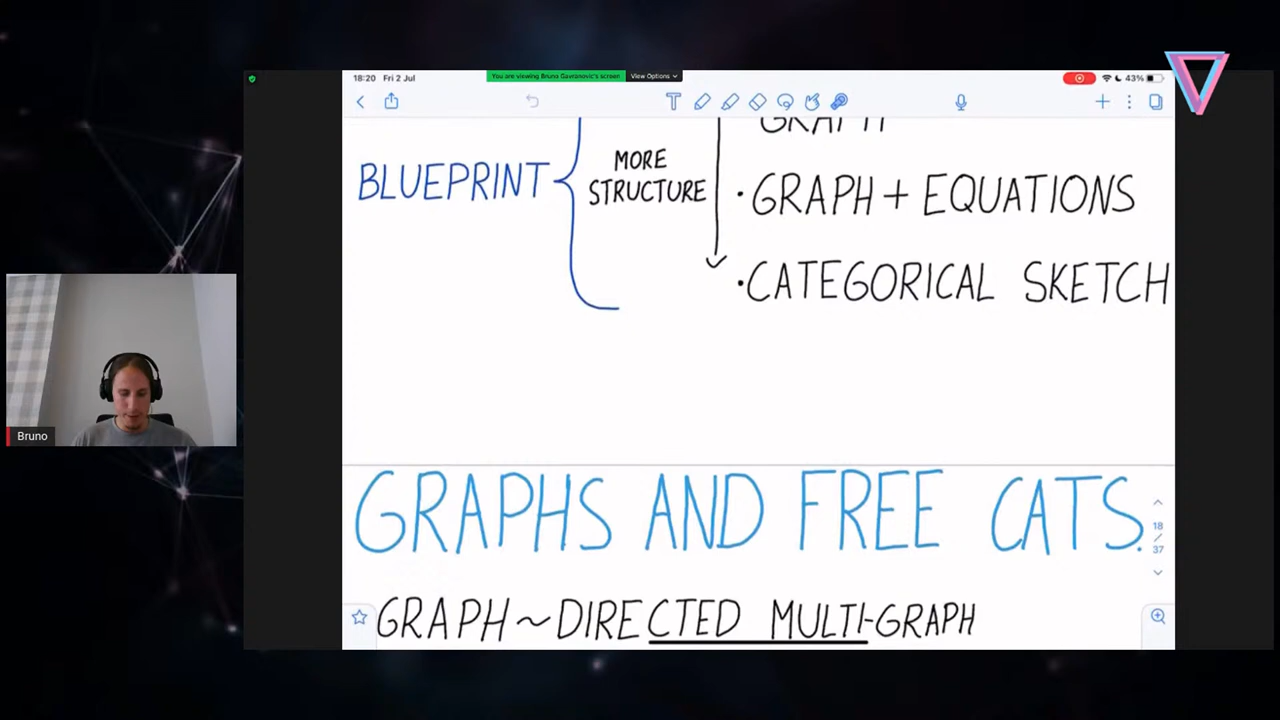 18:20 Fri 2 Jul
You are viewing Bruno Gavranovic's screen
View Options
43%
GRAPH
BLUEPRINT
MORE
STRUCTURE
· GRAPH + EQUATIONS
· CATEGORICAL SKETCH
Bruno
GRAPHS AND FREE CATS.
18
/
37
GRAPH ~ DIRECTED MULTI-GRAPH